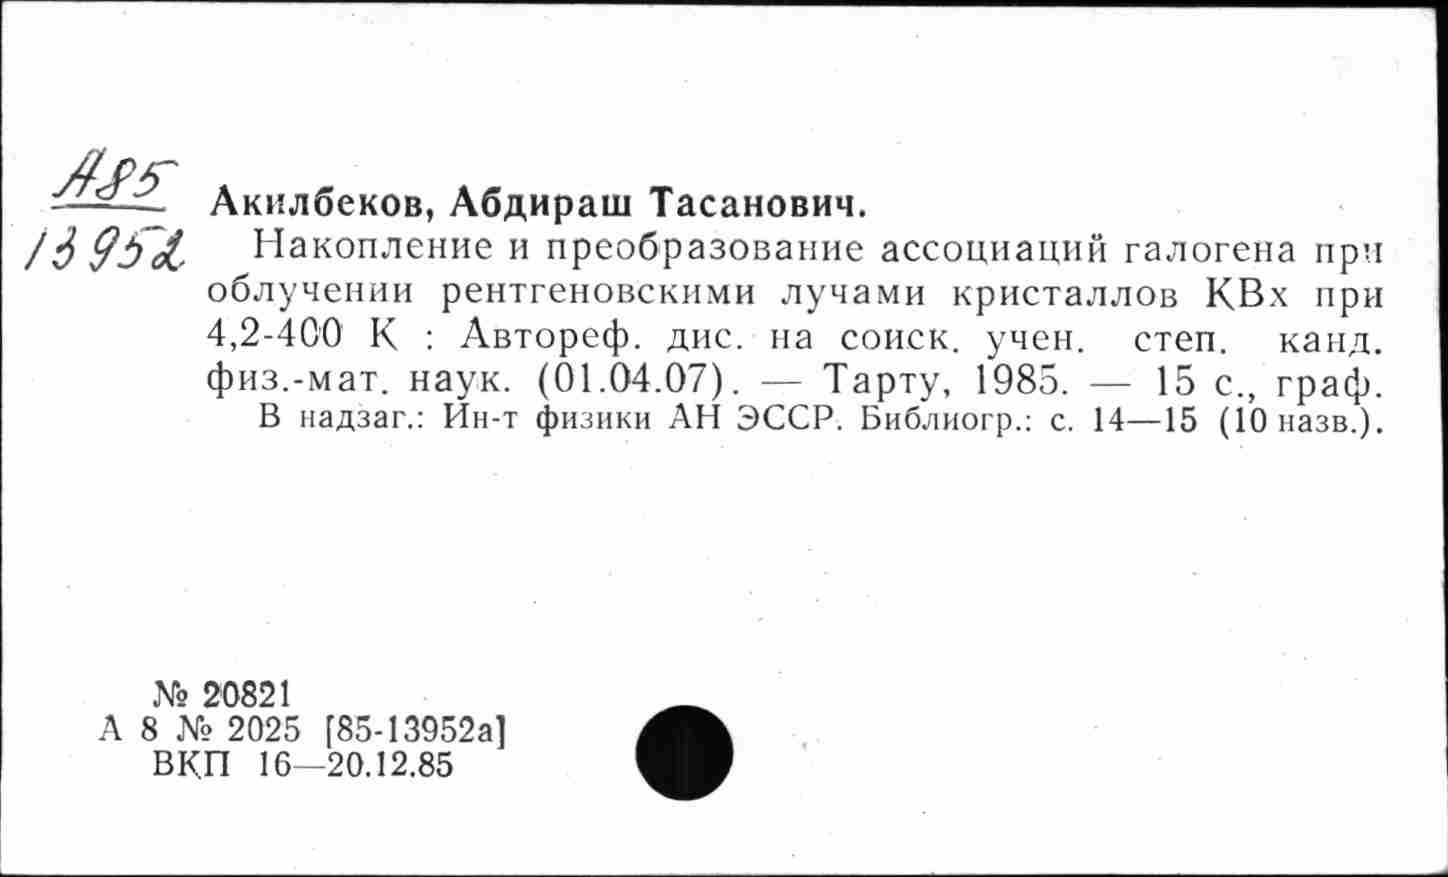 А85
13952
Акилбеков, Абдираш Тасанович.
Накопление и преобразование ассоциаций галогена при
облучении рентгеновскими лучами кристаллов КВх при
4,2-400 К : Автореф. дис. на соиск. учен. степ. канд.
физ.-мат. наук. (01.04.07). — Тарту, 1985. — 15 с., граф.
В надзаг.: Ин-т физики АН ЭССР. Библиогр.: с. 14—15 (10 назв.).
№ 20821
А 8 № 2025 [85-13952а]
ВКП 16—20.12.85